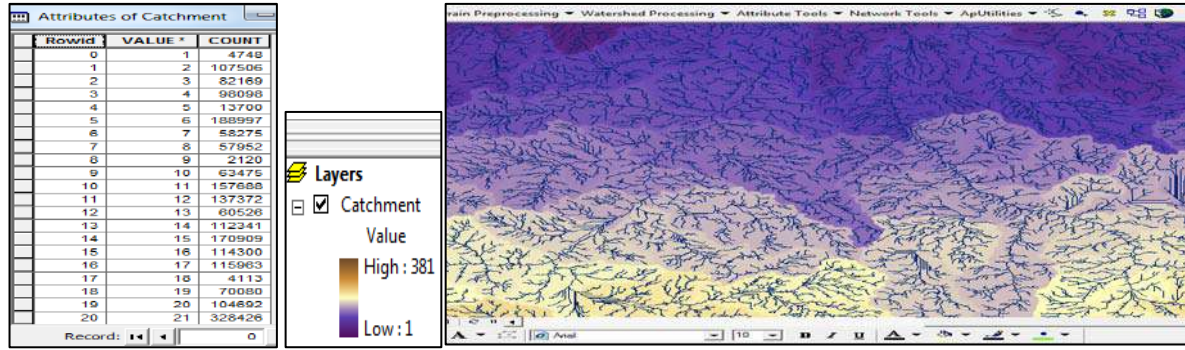 Attributes of Catchment
Rowid VALUE * COUNT
0 1 4748
1 2 107506
2 3 82169
3 4 98098
4 5 13700
5 6 188997
6 7 58275
7 8 57952
8 9 2120
9 10 63475
10 11 157688
11 12 137372
12 13 60526
13 14 112341
14 15 170909
15 16 114300
16 17 115963
17 18 4113
18 19 70080
19 20 104692
20 21 328426
Record: 0
Layers
Catchment
Value
High : 381
Low : 1
rrain Preprocessing Watershed Processing Attribute Tools Network Tools ApUtilities
A Arial 10 B I U A